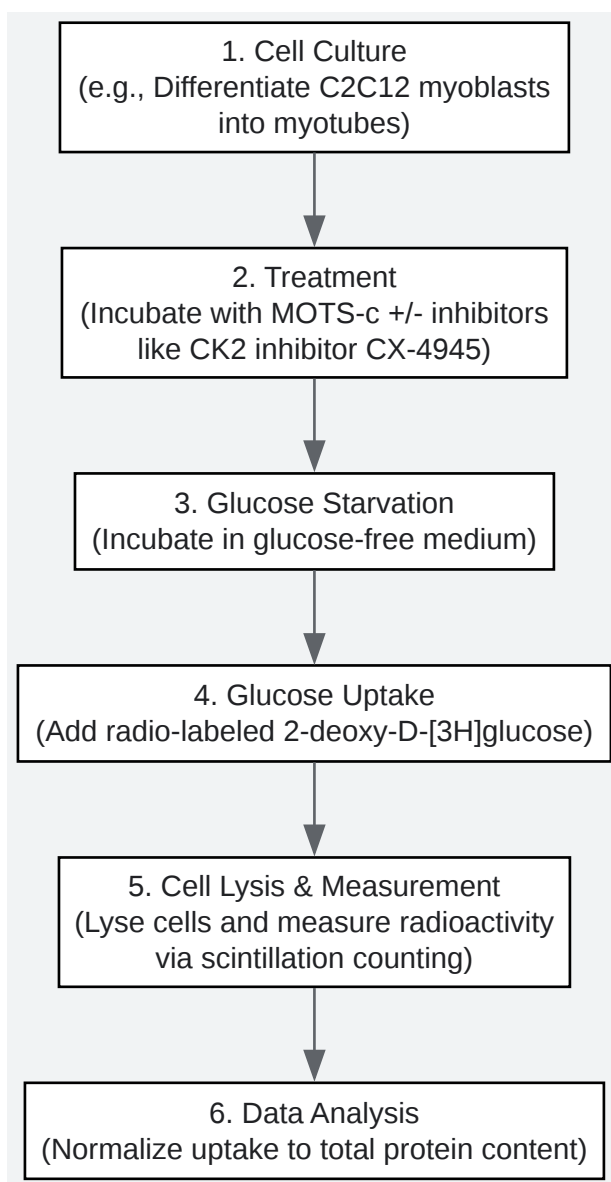 1. Cell Culture
(e.g., Differentiate C2C12 myoblasts
into myotubes)
2. Treatment
(Incubate with MOTS-c +/- inhibitors
like CK2 inhibitor CX-4945)
3. Glucose Starvation
(Incubate in glucose-free medium)
4. Glucose Uptake
(Add radio-labeled 2-deoxy-D-[3H]glucose)
5. Cell Lysis & Measurement
(Lyse cells and measure radioactivity
via scintillation counting)
6. Data Analysis
(Normalize uptake to total protein content)